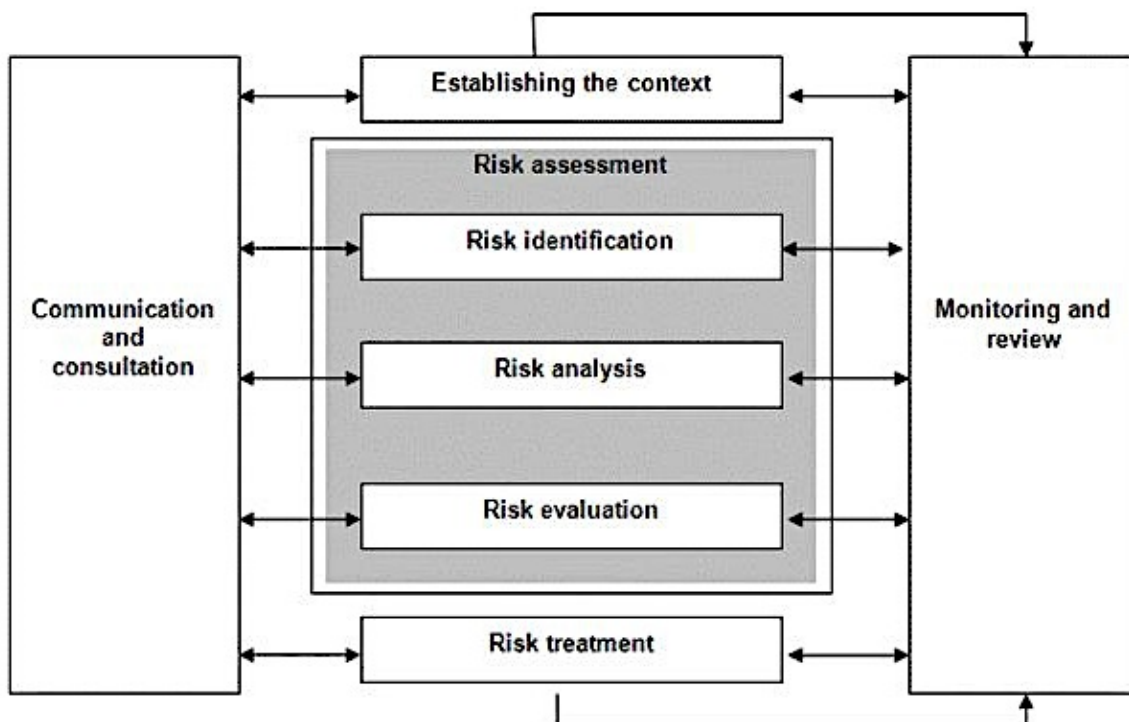 Establishing the context
Risk assessment
Risk identification
Communication
and
consultation
Monitoring and
review
Risk analysis
Risk evaluation
Risk treatment